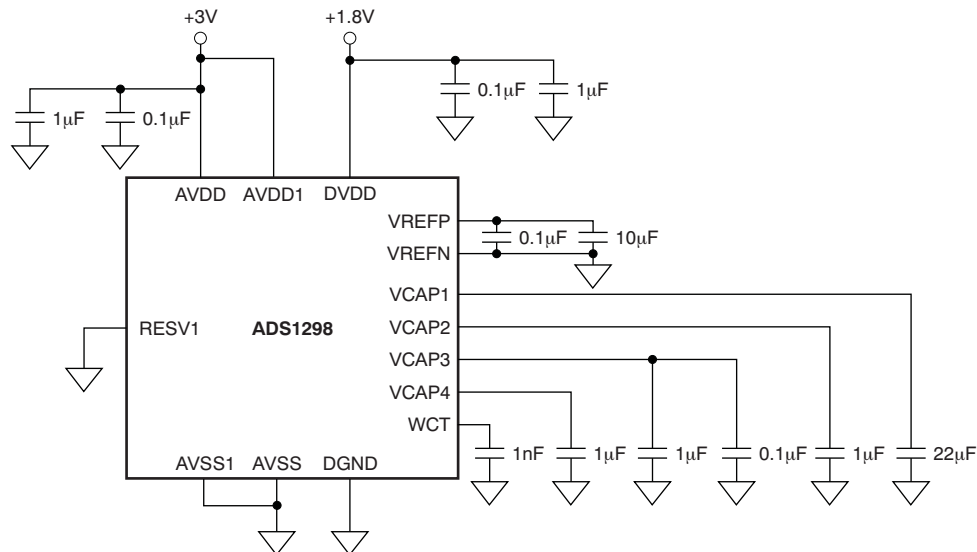 +3V
+1.8V
1μF
0.1μF
0.1μF
1μF
AVDD
AVDD1
DVDD
VREFP
0.1μF
10μF
VREFN
VCAP1
RESV1
ADS1298
VCAP2
VCAP3
VCAP4
WCT
1nF
1μF
1μF
0.1μF
1μF
22μF
AVSS1
AVSS
DGND